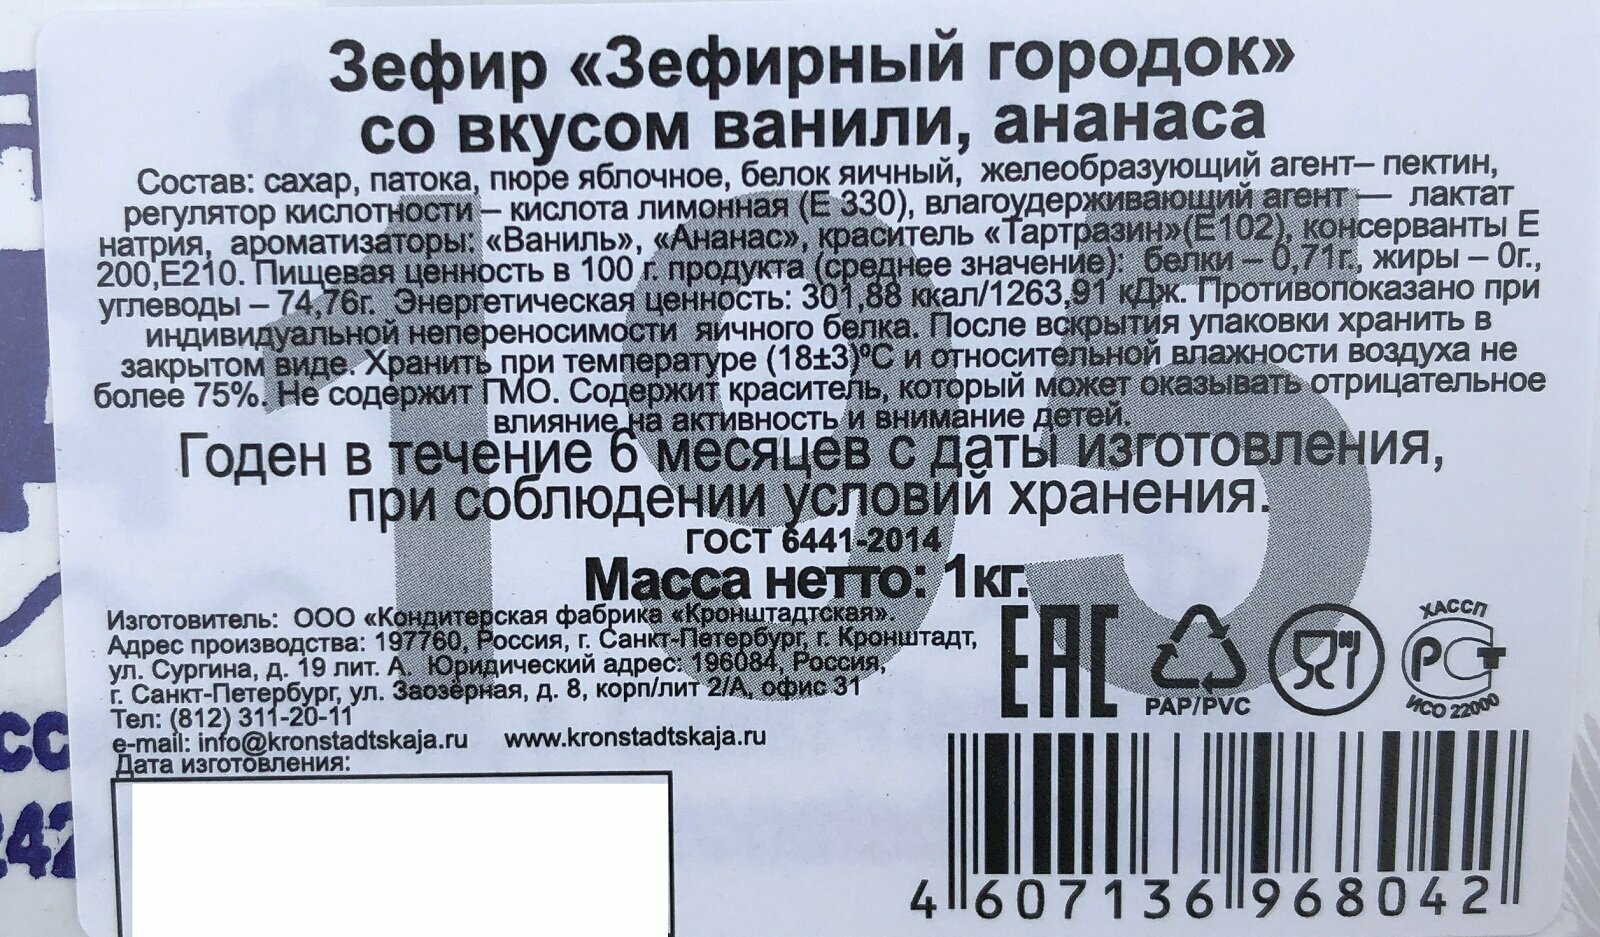 Зефир «Зефирный городок»
со вкусом ванили, ананаса
Состав: сахар, патока, пюре яблочное, белок яичный, желеобразующий агент– пектин,
регулятор кислотности – кислота лимонная (Е 330), влагоудерживающий агент — лактат
натрия, ароматизаторы: «Ваниль», «Ананас», краситель «Тартразин»(Е102), консерванты Е
200,Е210. Пищевая ценность в 100 г. продукта (среднее значение): белки – 0,71г., жиры – 0г.,
углеводы – 74,76г. Энергетическая ценность: 301,88 ккал/1263,91 кДж. Противопоказано при
индивидуальной непереносимости яичного белка. После вскрытия упаковки хранить в
закрытом виде. Хранить при температуре (18±3)ºС и относительной влажности воздуха не
более 75%. Не содержит ГМО. Содержит краситель, который может оказывать отрицательное
влияние на активность и внимание детей.
195
Годен в течение 6 месяцев с даты изготовления,
при соблюдении условий хранения.
ГОСТ 6441-2014
Масса нетто: 1кг.
Изготовитель: ООО «Кондитерская фабрика «Кронштадтская».
Адрес производства: 197760, Россия, г. Санкт-Петербург, г. Кронштадт,
ул. Сургина, д. 19 лит. А. Юридический адрес: 196084, Россия,
г. Санкт-Петербург, ул. Заозёрная, д. 8, корп/лит 2/А, офис 31
Тел: (812) 311-20-11
e-mail: info@kronstadtskaja.ru www.kronstadtskaja.ru
Дата изготовления:
ЕАС
PAP/PVC
ХАССП
РСТ
ИСО 22000
4 607136 968042
сс
242